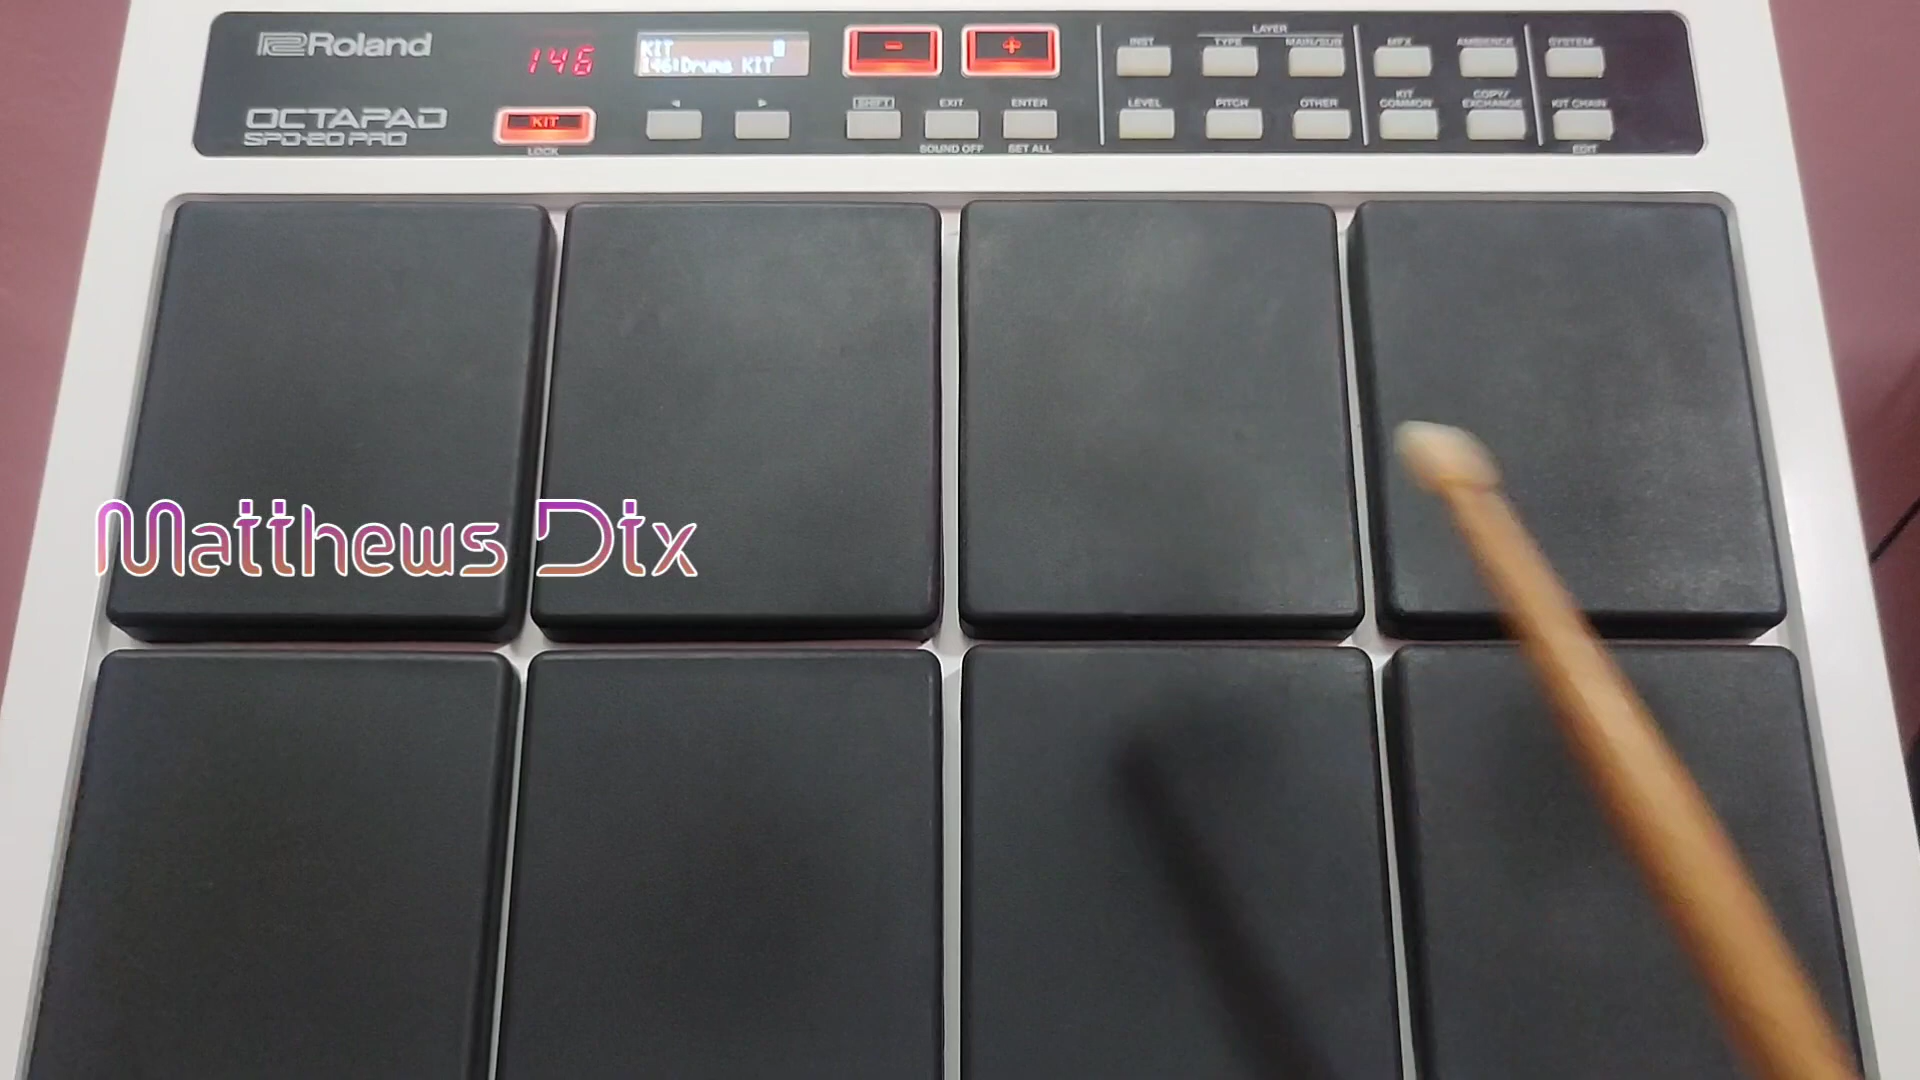 Roland
146
KIT
146:Drums KIT
-
+
INST
LAYER
TYPE
MAIN/SUB
MFX
AMBIENCE
SYSTEM
OCTAPAD
SPD-20 PRO
KIT
LOCK
SHIFT
EXIT
ENTER
SOUND OFF
SET ALL
LEVEL
PITCH
OTHER
KIT
COMMON
COPY/
EXCHANGE
KIT CHAIN
EDIT
Matthews Dtx